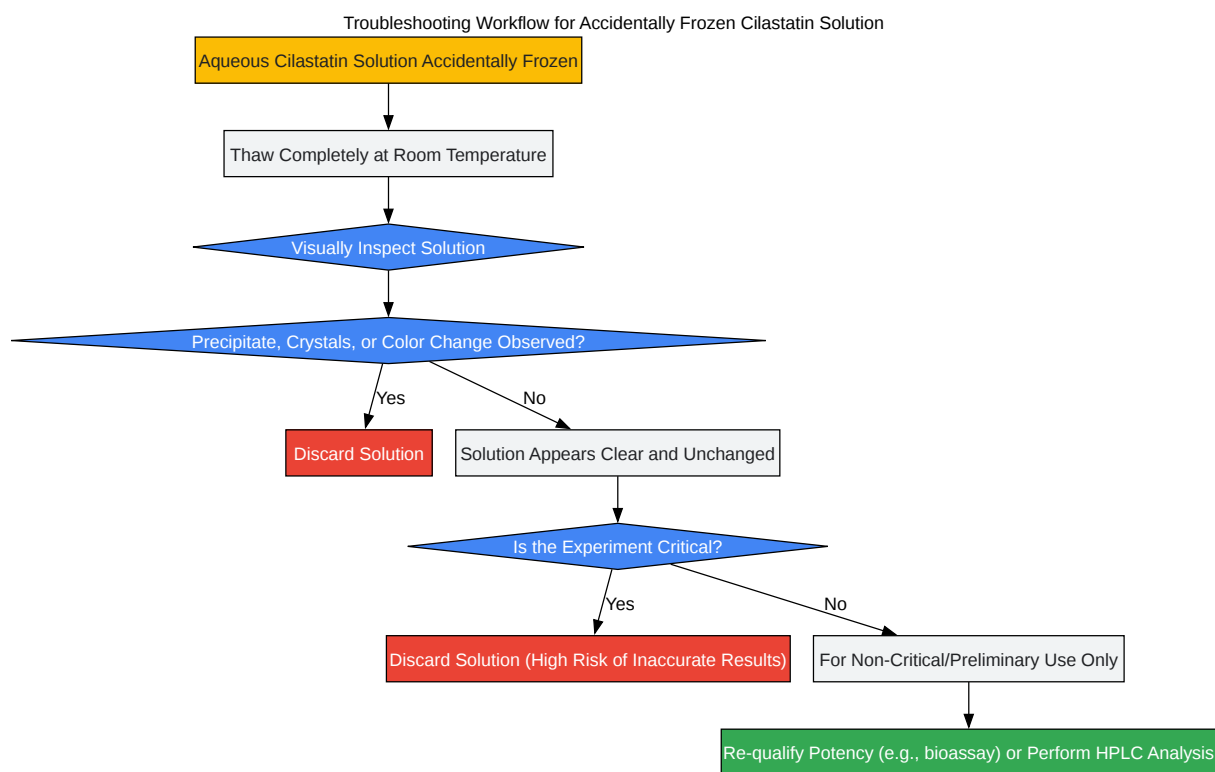 Troubleshooting Workflow for Accidentally Frozen Cilastatin Solution
Aqueous Cilastatin Solution Accidentally Frozen
Thaw Completely at Room Temperature
Visually Inspect Solution
Precipitate, Crystals, or Color Change Observed?
Yes
No
Discard Solution
Solution Appears Clear and Unchanged
Is the Experiment Critical?
Yes
No
Discard Solution (High Risk of Inaccurate Results)
For Non-Critical/Preliminary Use Only
Re-qualify Potency (e.g., bioassay) or Perform HPLC Analysis